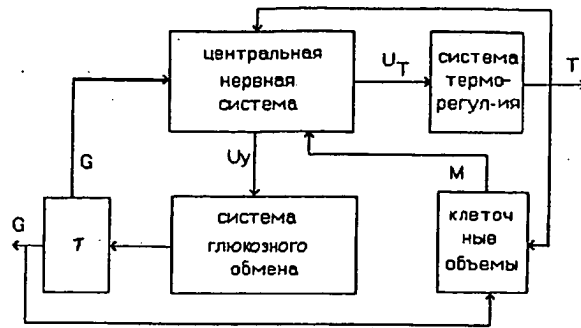 центральная
нервная
система
U_T
система
термо-
регул-ия
T
G
Uy
M
G
τ
система
глюкозного
обмена
клеточ
ные
объемы